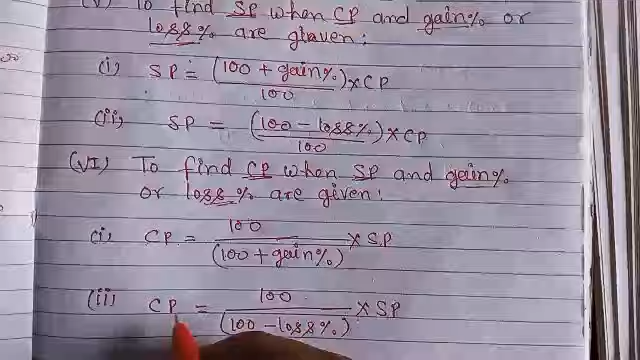 (V) To find SP when CP and gain% or
loss% are giraven:
(i) SP = (100 + gain%)/100 × CP
(ii) SP = (100 - loss%)/100 × CP
(VI) To find CP when SP and gain%
or loss% are given:
(i) CP = 100/(100 + gain%) × SP
(ii) CP = 100/(100 - loss%) × SP